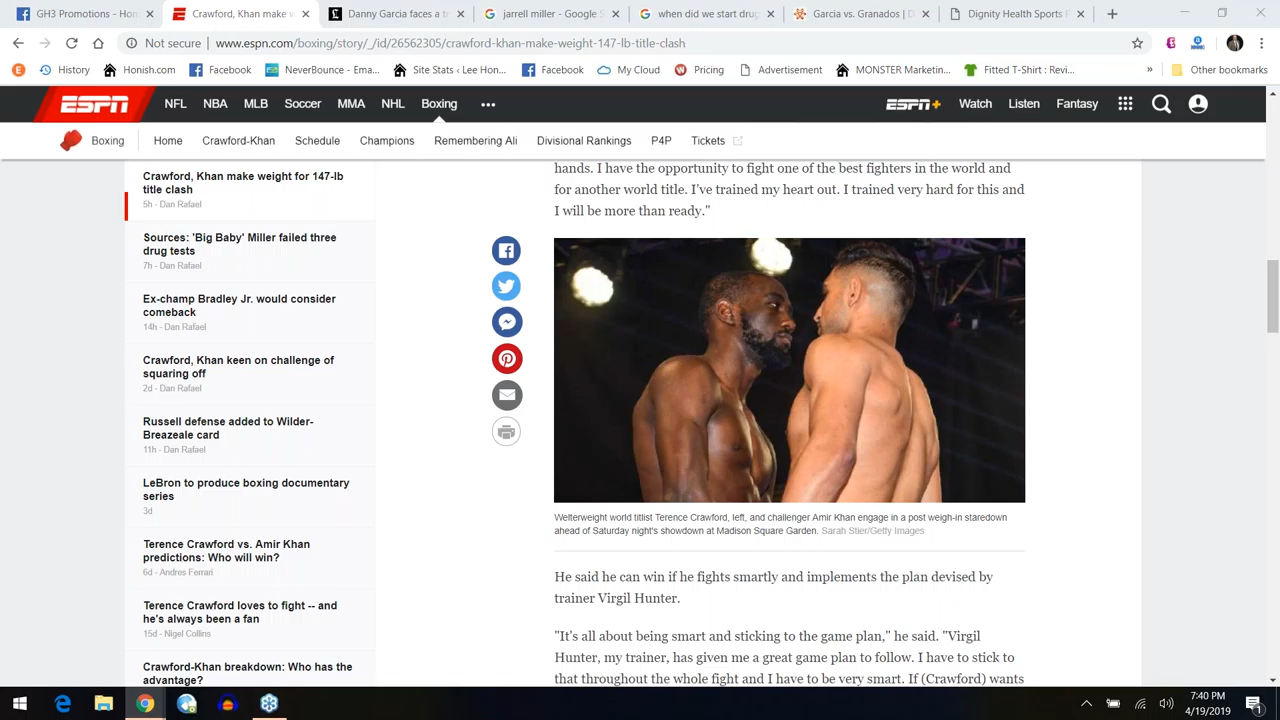 GH3 Promotions - Hom
Crawford, Khan make w
Danny Garcia faces a t
jarrell miller - Google S
when did we start drug
Garcia vs. Granados | D
Dignity Health Sports P
Not secure
www.espn.com/boxing/story/_/id/26562305/crawford-khan-make-weight-147-lb-title-clash
History
Honish.com
Facebook
NeverBounce - Ema...
Site Stats ‹ Lee Hon...
Facebook
My Cloud
Pricing
Advertisement
MONSTER Marketin...
Fitted T-Shirt : Revi...
»
Other bookmarks
ESPN
NFL
NBA
MLB
Soccer
MMA
NHL
Boxing
ESPN+
Watch
Listen
Fantasy
Boxing
Home
Crawford-Khan
Schedule
Champions
Remembering Ali
Divisional Rankings
P4P
Tickets
Crawford, Khan make weight for 147-lb
title clash
5h - Dan Rafael
Sources: 'Big Baby' Miller failed three
drug tests
7h - Dan Rafael
Ex-champ Bradley Jr. would consider
comeback
14h - Dan Rafael
Crawford, Khan keen on challenge of
squaring off
2d - Dan Rafael
Russell defense added to Wilder-
Breazeale card
11h - Dan Rafael
LeBron to produce boxing documentary
series
3d
Terence Crawford vs. Amir Khan
predictions: Who will win?
6d - Andres Ferrari
Terence Crawford loves to fight -- and
he's always been a fan
15d - Nigel Collins
Crawford-Khan breakdown: Who has the
advantage?
hands. I have the opportunity to fight one of the best fighters in the world and
for another world title. I've trained my heart out. I trained very hard for this and
I will be more than ready."
Welterweight world titlist Terence Crawford, left, and challenger Amir Khan engage in a post weigh-in staredown
ahead of Saturday night's showdown at Madison Square Garden. Sarah Stier/Getty Images
He said he can win if he fights smartly and implements the plan devised by
trainer Virgil Hunter.
"It's all about being smart and sticking to the game plan," he said. "Virgil
Hunter, my trainer, has given me a great game plan to follow. I have to stick to
that throughout the whole fight and I have to be very smart. If (Crawford) wants
7:40 PM
4/19/2019